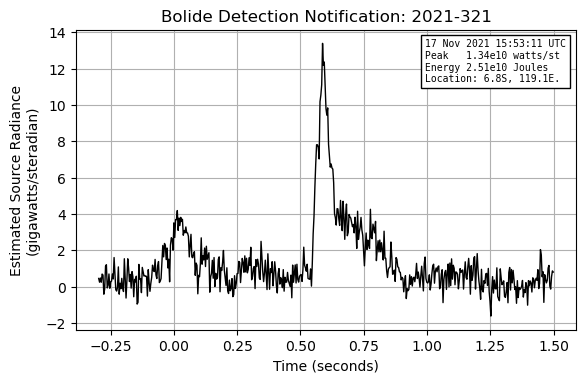 Bolide Detection Notification: 2021-321
17 Nov 2021 15:53:11 UTC
Peak   1.34e10 watts/st
Energy 2.51e10 Joules
Location: 6.8S, 119.1E.
Estimated Source Radiance
(gigawatts/steradian)
14
12
10
8
6
4
2
0
−2
−0.25 0.00 0.25 0.50 0.75 1.00 1.25 1.50
Time (seconds)